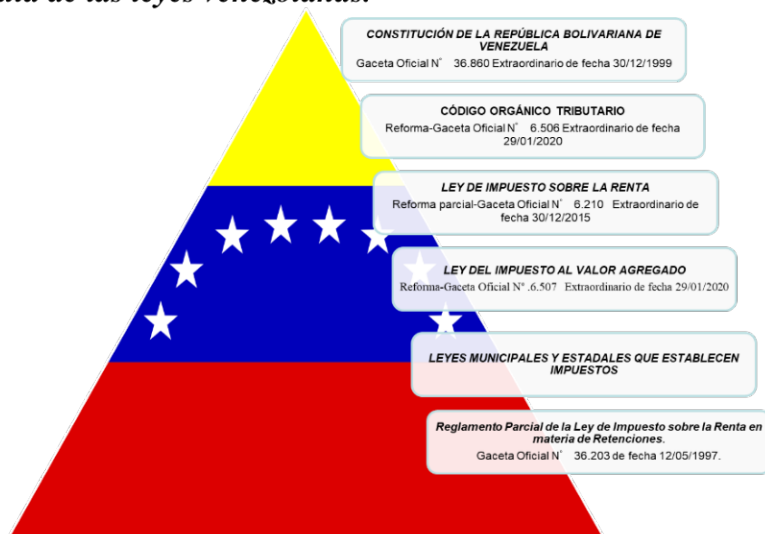 de las leyes venezolanas.
CONSTITUCIÓN DE LA REPÚBLICA BOLIVARIANA DE
VENEZUELA
Gaceta Oficial N° 36.860 Extraordinario de fecha 30/12/1999
CÓDIGO ORGÁNICO TRIBUTARIO
Reforma-Gaceta Oficial N° 6.506 Extraordinario de fecha
29/01/2020
LEY DE IMPUESTO SOBRE LA RENTA
Reforma parcial-Gaceta Oficial N° 6.210 Extraordinario de
fecha 30/12/2015
LEY DEL IMPUESTO AL VALOR AGREGADO
Reforma-Gaceta Oficial N° .6.507 Extraordinario de fecha 29/01/2020
LEYES MUNICIPALES Y ESTADALES QUE ESTABLECEN
IMPUESTOS
Reglamento Parcial de la Ley de Impuesto sobre la Renta en
materia de Retenciones.
Gaceta Oficial N° 36.203 de fecha 12/05/1997.